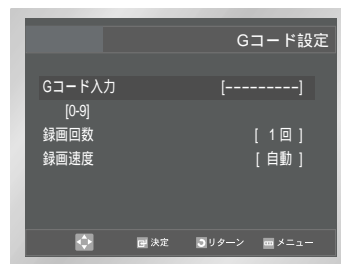 Gコード設定
Gコード入力 [---------]
[0-9]
録画回数 [ 1回 ]
録画速度 [ 自動 ]
決定 リターン メニュー